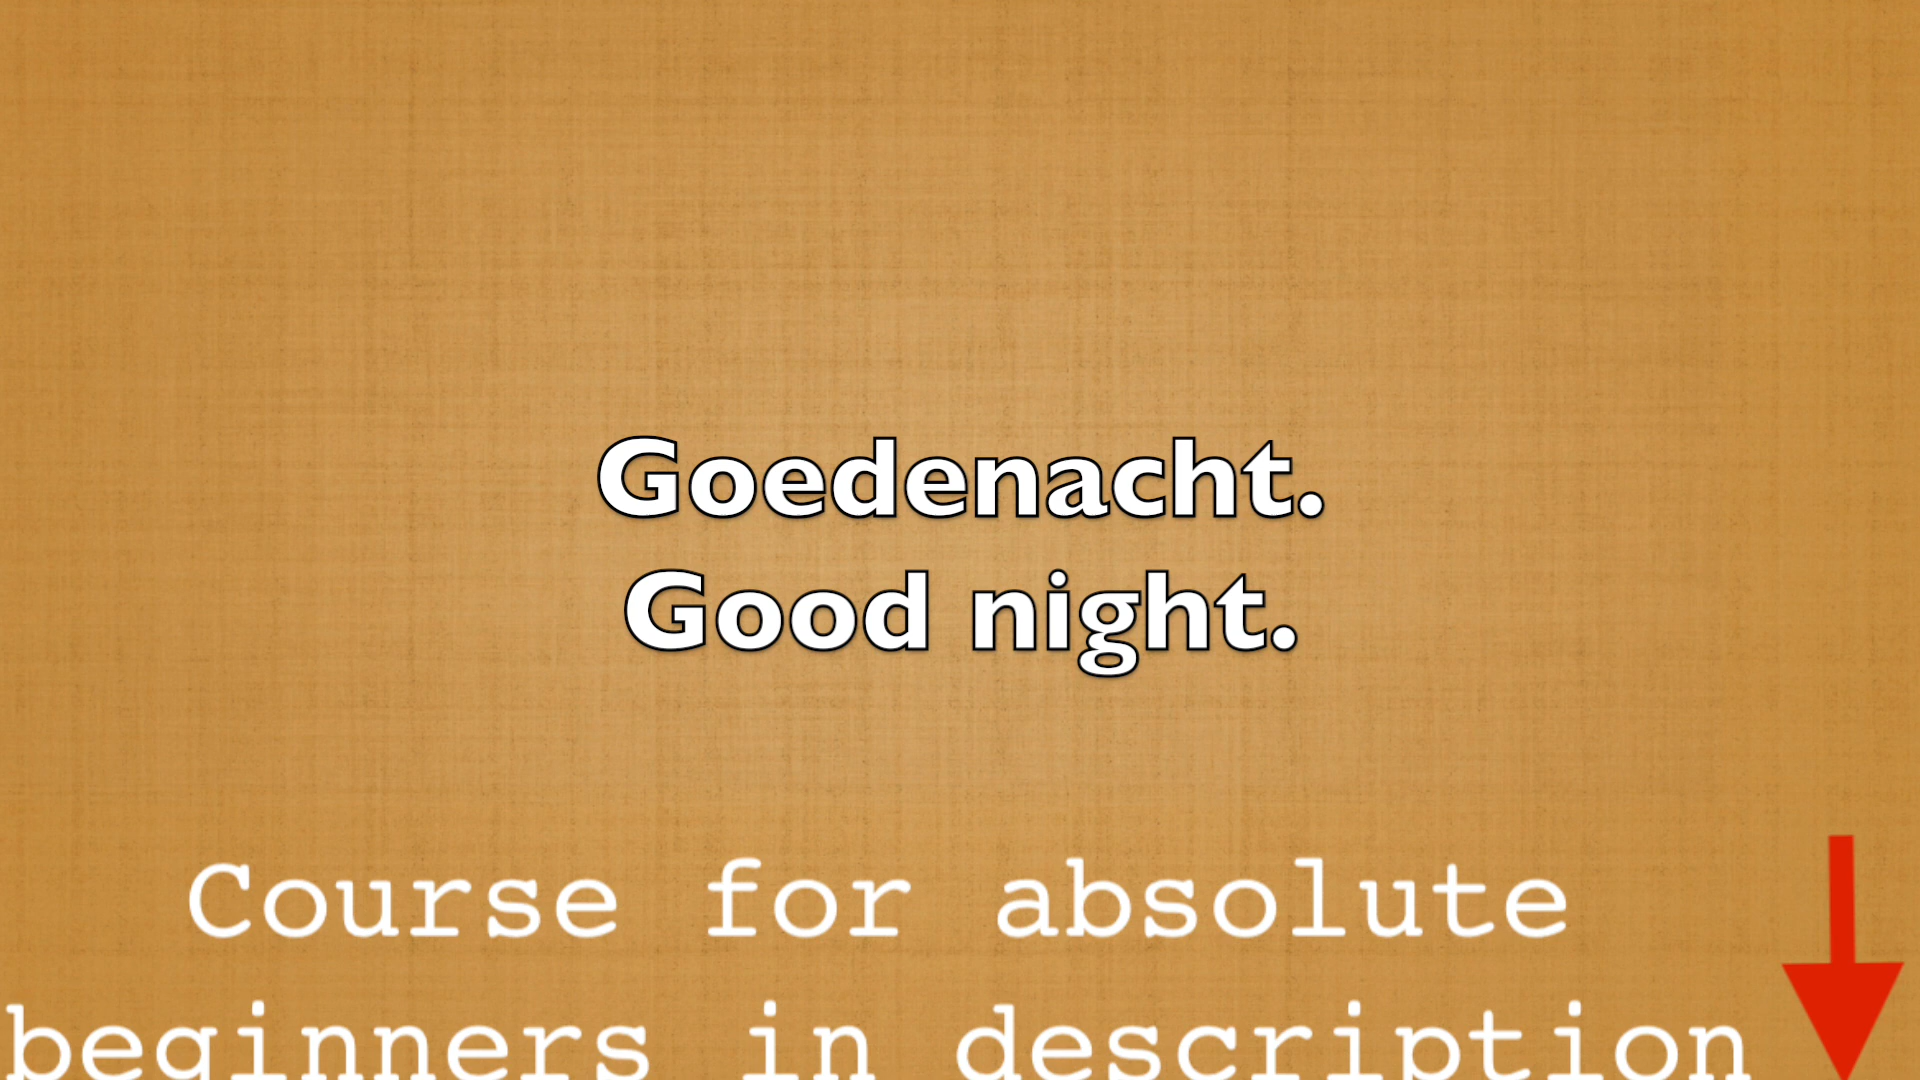 Goedenacht.
Good night.
Course for absolute
beginners in description